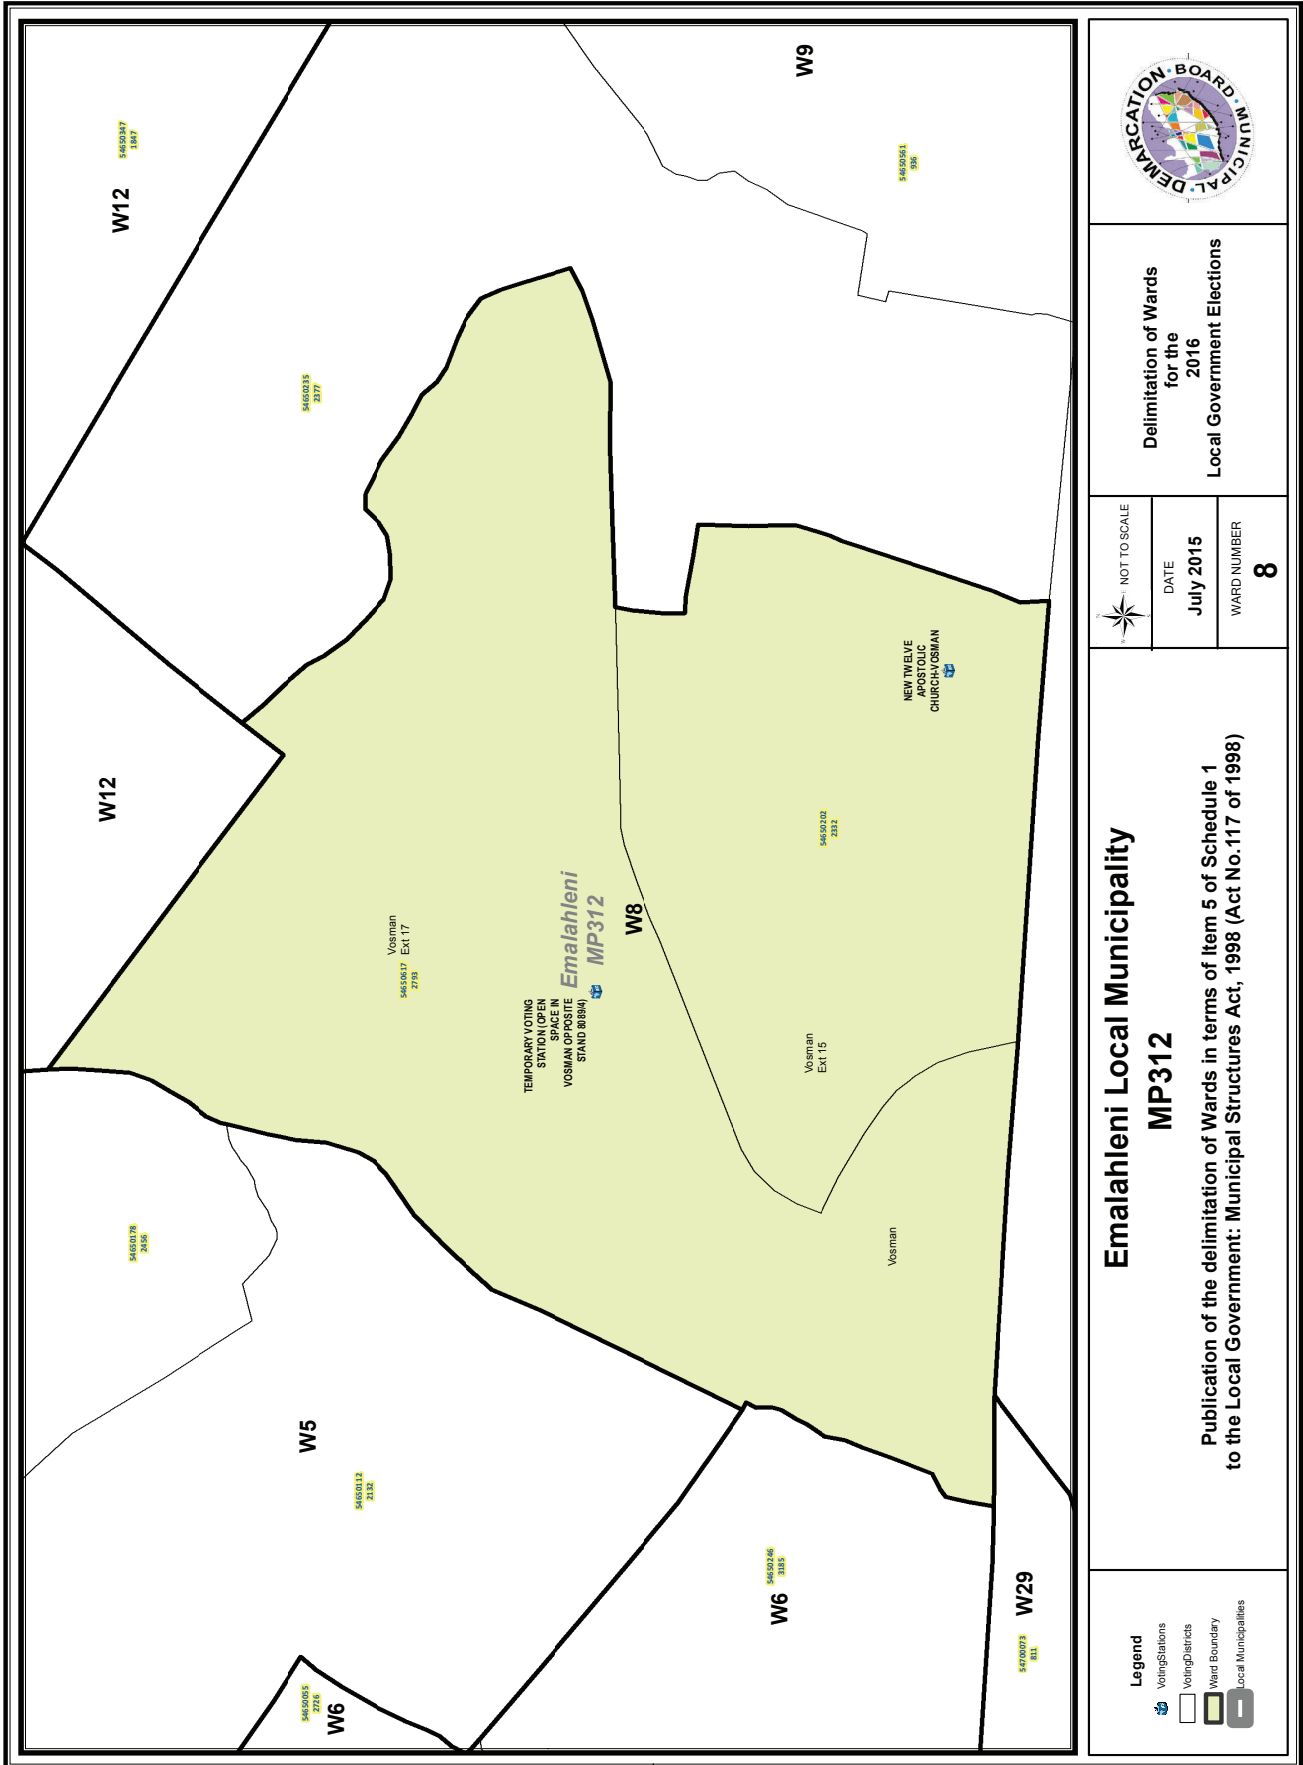 W12
54650347
1847
W9
54650561
936
54650235
2377
W12
Vosman
Ext 17
54650617
2793
Emalahleni
MP312
TEMPORARY VOTING
STATION (OPEN
SPACE IN
VOSMAN OPPOSITE
STAND 8089/4)
W8
NEW TWELVE
APOSTOLIC
CHURCH-VOSMAN
54650202
2332
Vosman
Ext 15
Vosman
54650178
2456
W5
54650112
2132
54650055
2726
W6
54650246
3185
W6
W29
54700073
811
Legend
VotingStations
VotingDistricts
Ward Boundary
Local Municipalities
Emalahleni Local Municipality
MP312
Publication of the delimitation of Wards in terms of Item 5 of Schedule 1
to the Local Government: Municipal Structures Act, 1998 (Act No.117 of 1998)
N
E
S
W
NOT TO SCALE
DATE
July 2015
WARD NUMBER
8
Delimitation of Wards
for the
2016
Local Government Elections
MUNICIPAL · DEMARCATION · BOARD ·